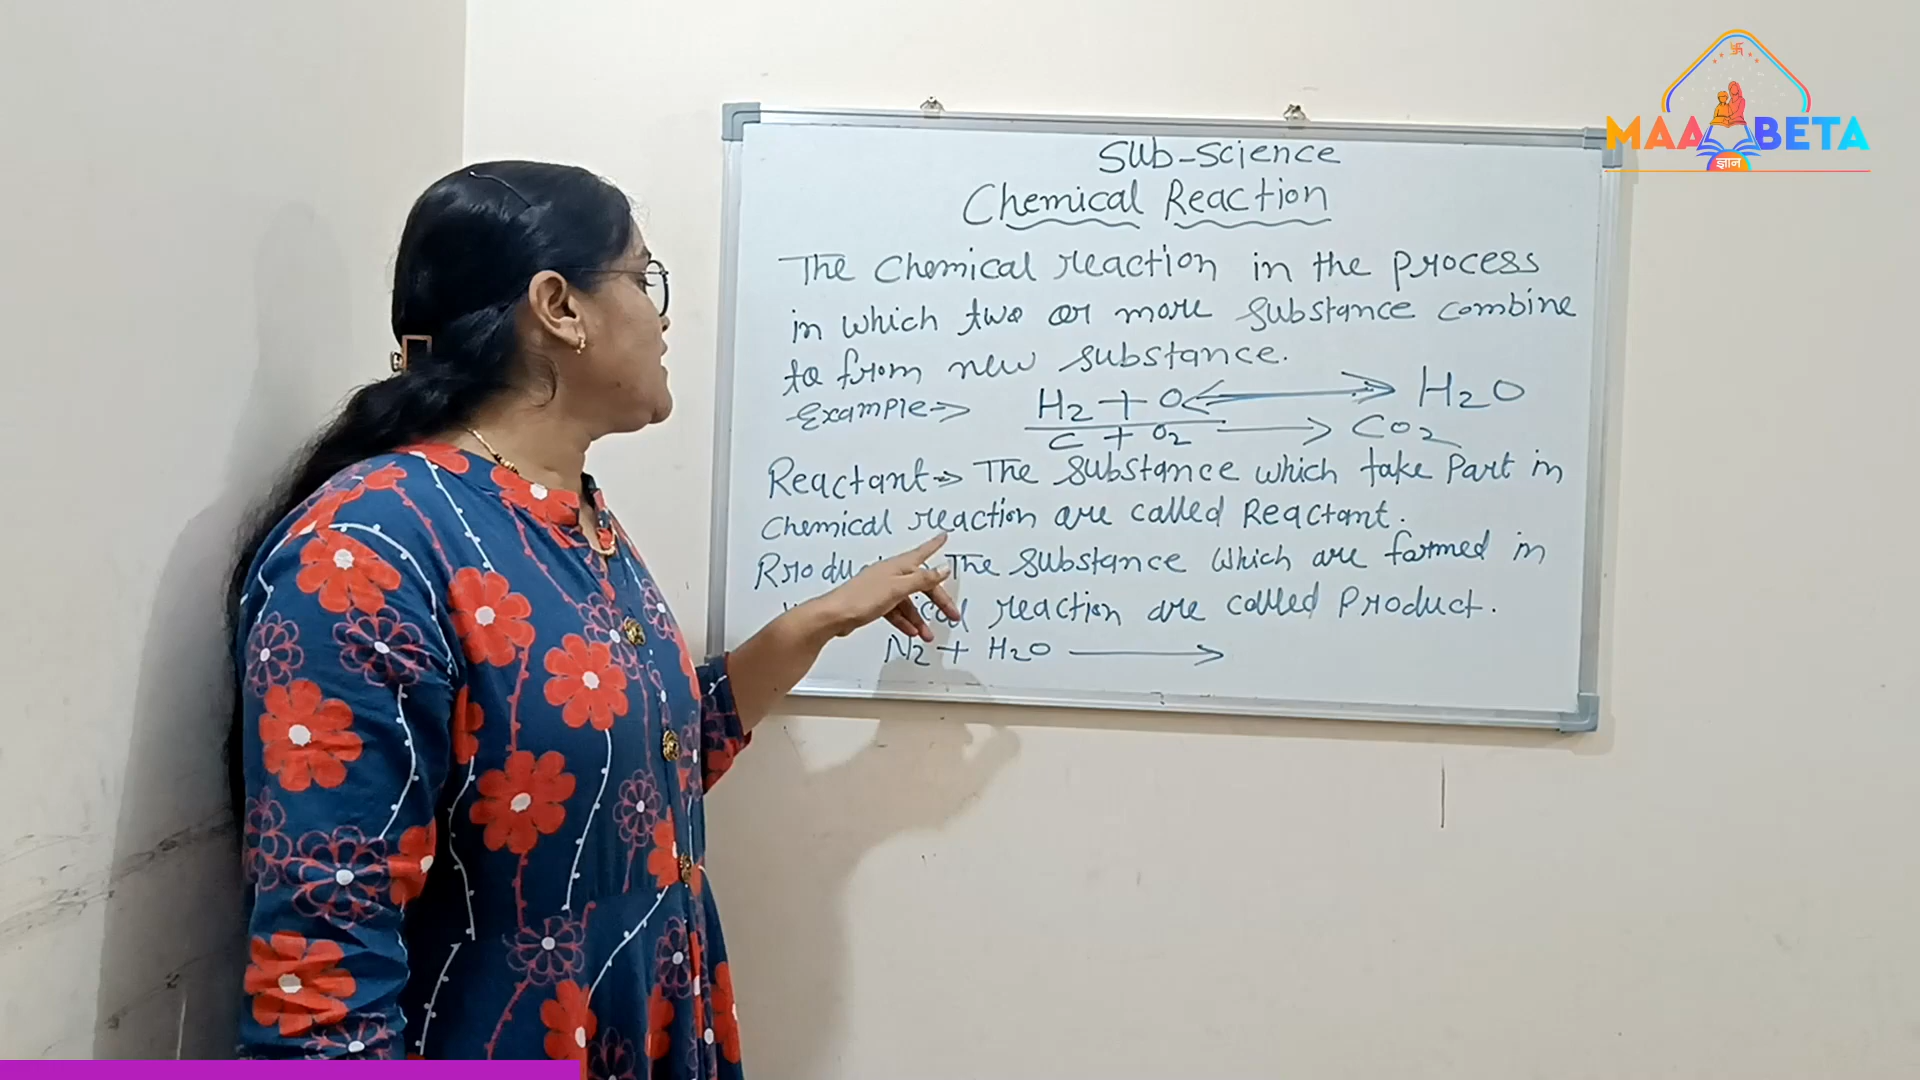 MAA BETA
ज्ञान
Sub-Science
Chemical Reaction
The Chemical reaction in the process
in which two or more substance combine
to from new substance.
Example→ H2 + O ⟷ H2O
C + O2 → CO2
Reactant→ The substance which take part in
chemical reaction are called Reactant.
The substance which are formed in
reaction are called Product.
N2 + H2O →